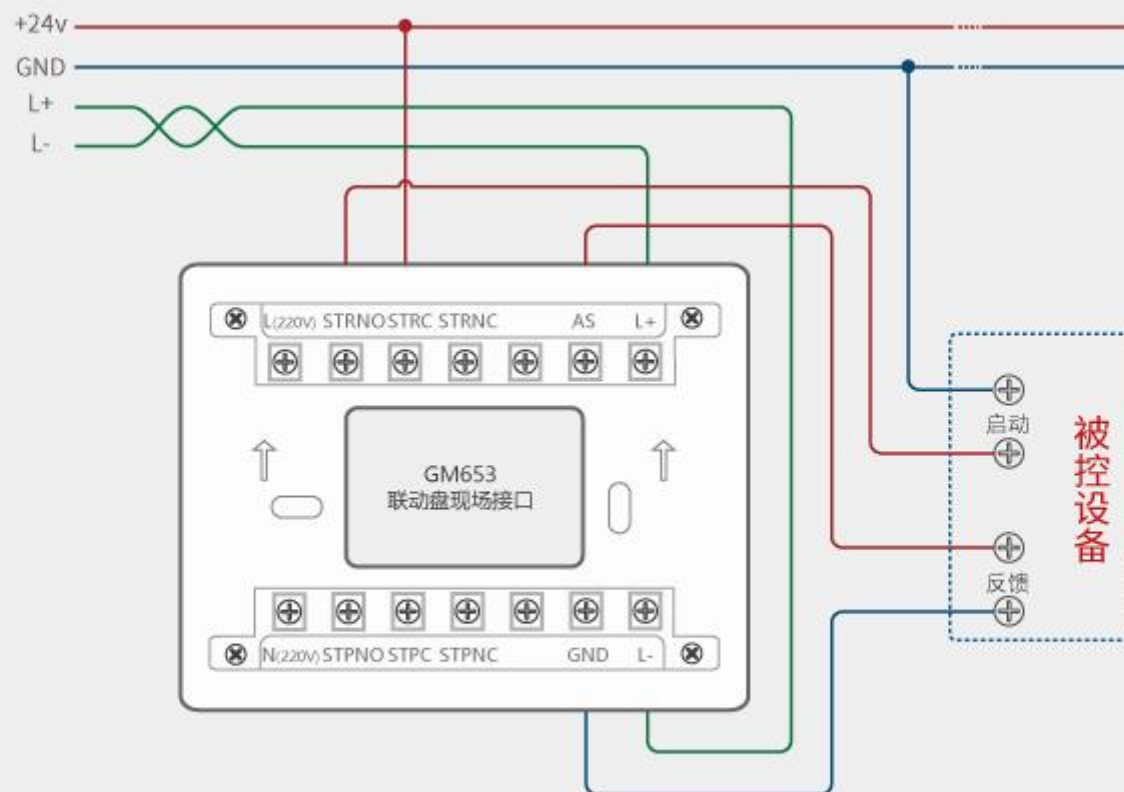 +24v
GND
L+
L-
L(220V) STRNO STRC STRNC AS L+
GM653
联动盘现场接口
N(220V) STPNO STPC STPNC GND L-
启动
反馈
被控设备